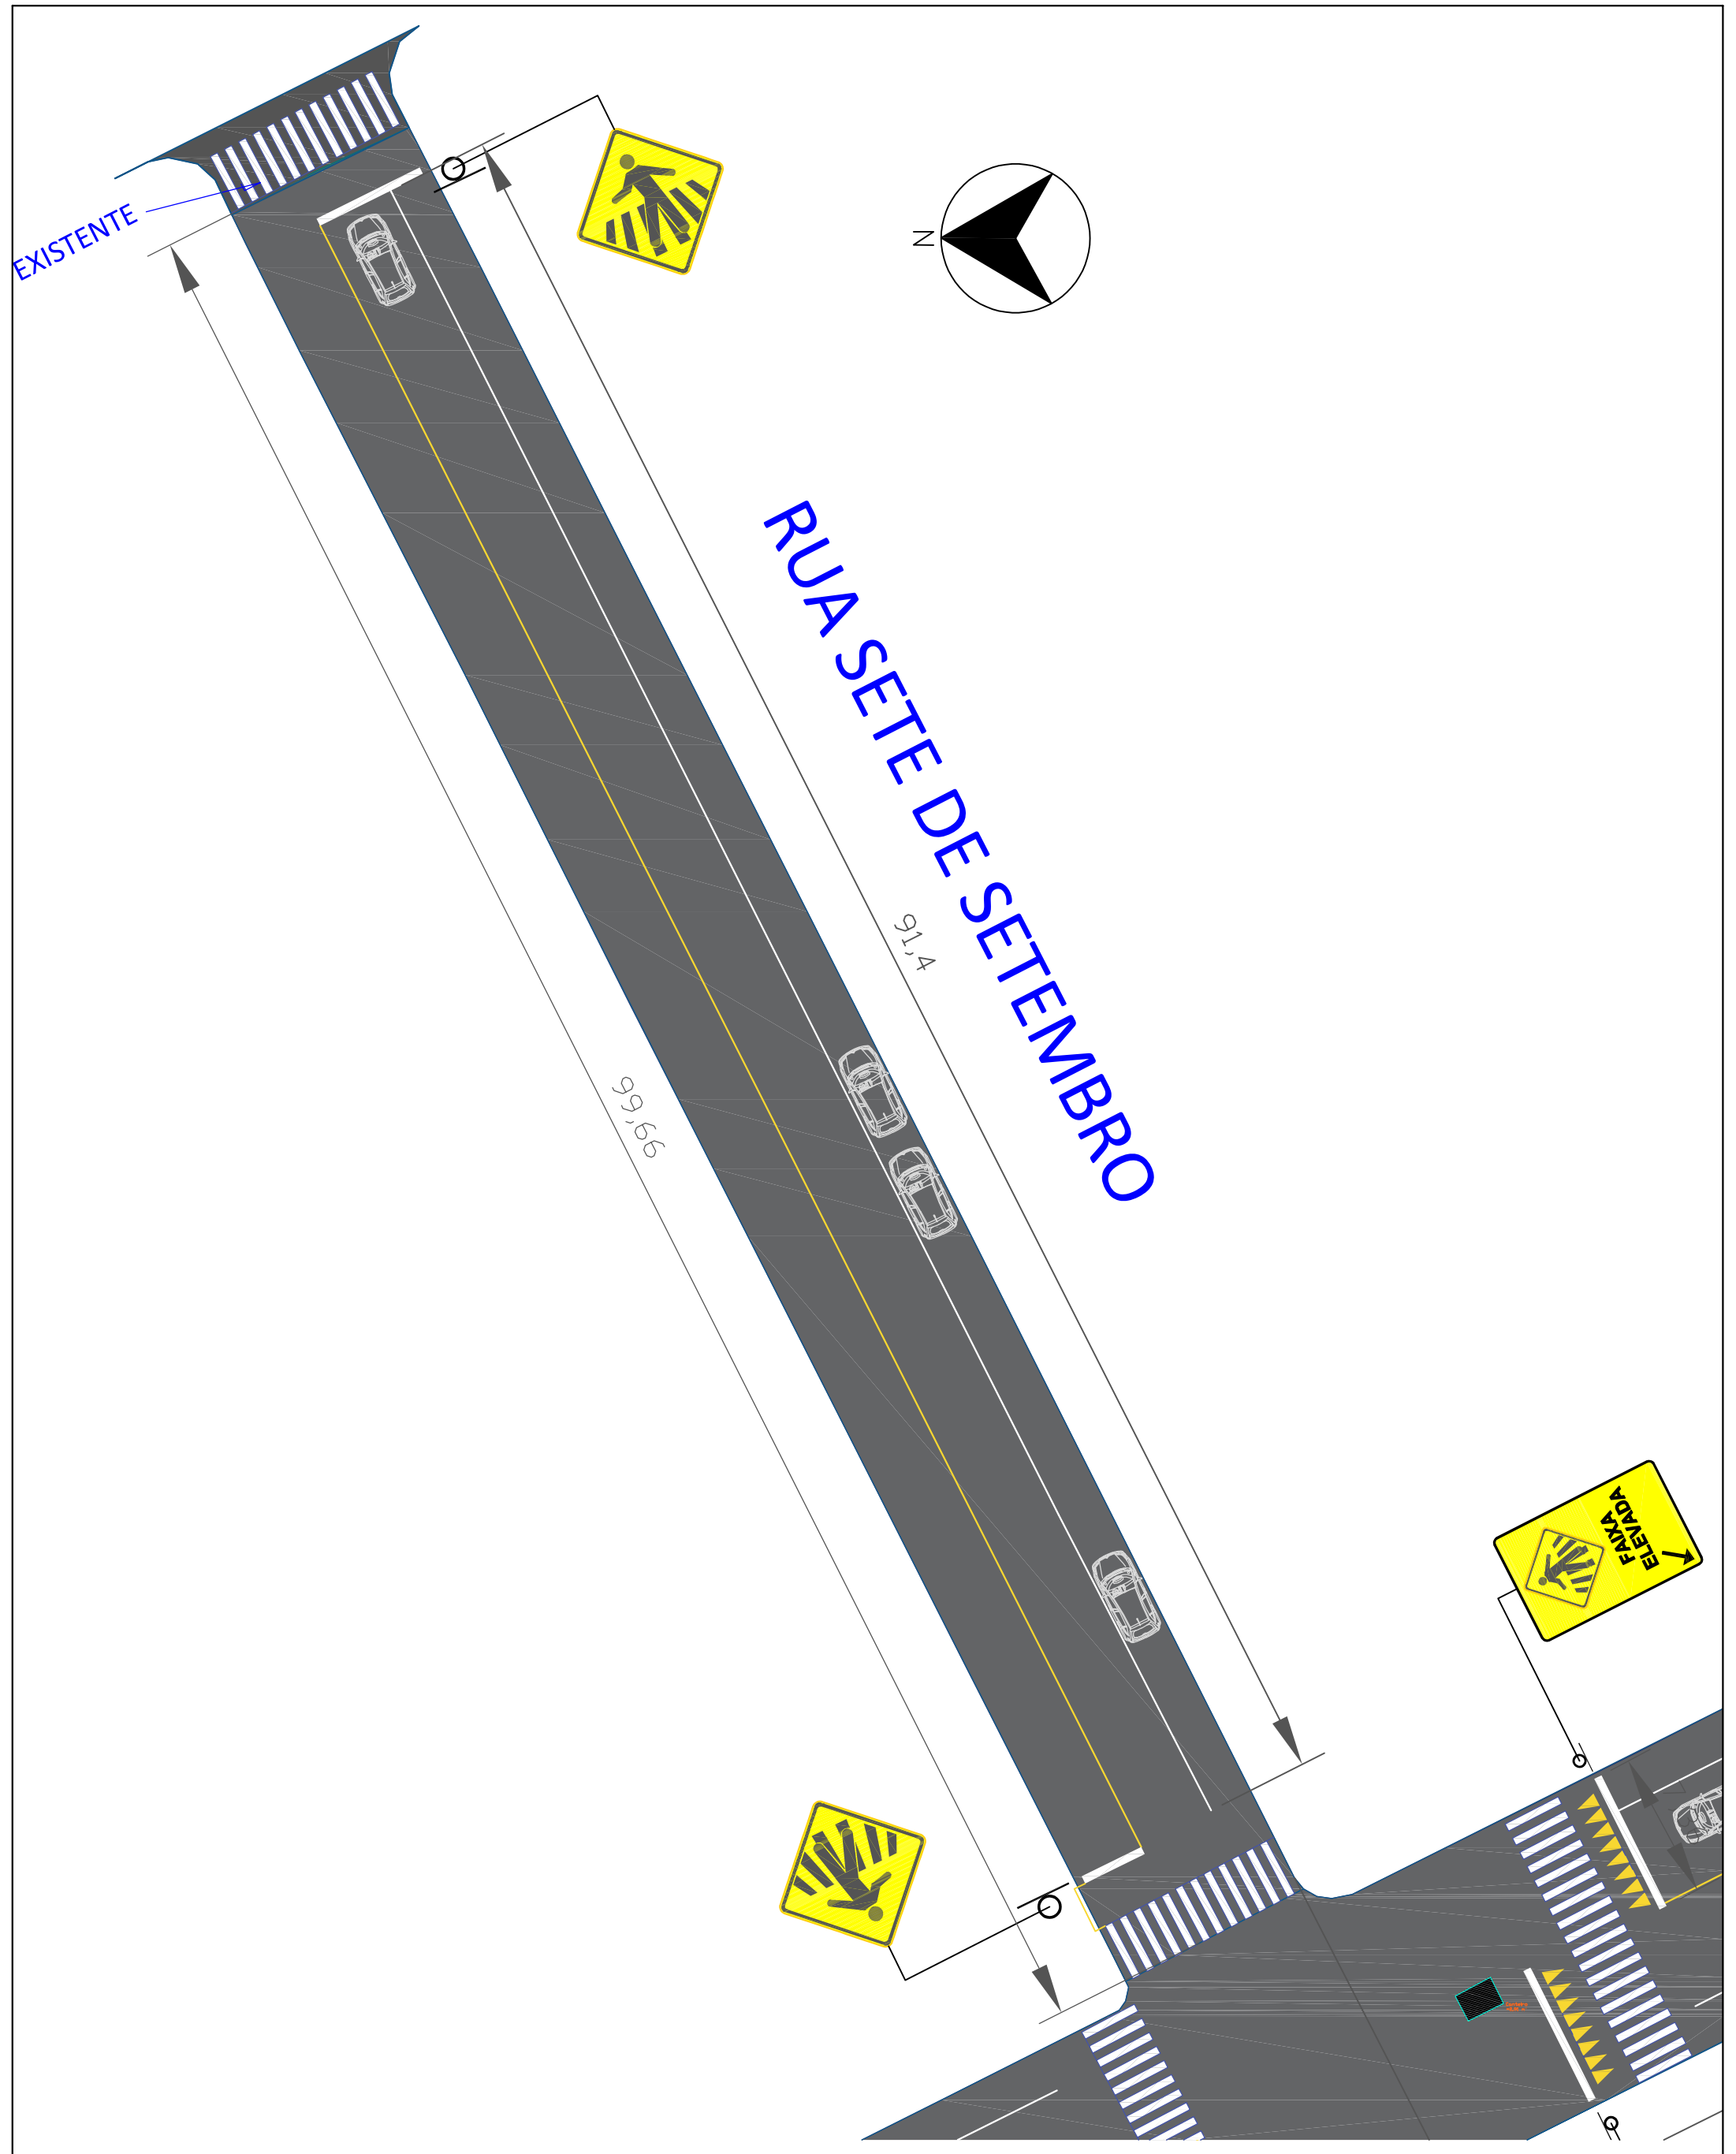 EXISTENTE
N
RUA SETE DE SETEMBRO
91,4
99,66
FAIXA
ELEVADA